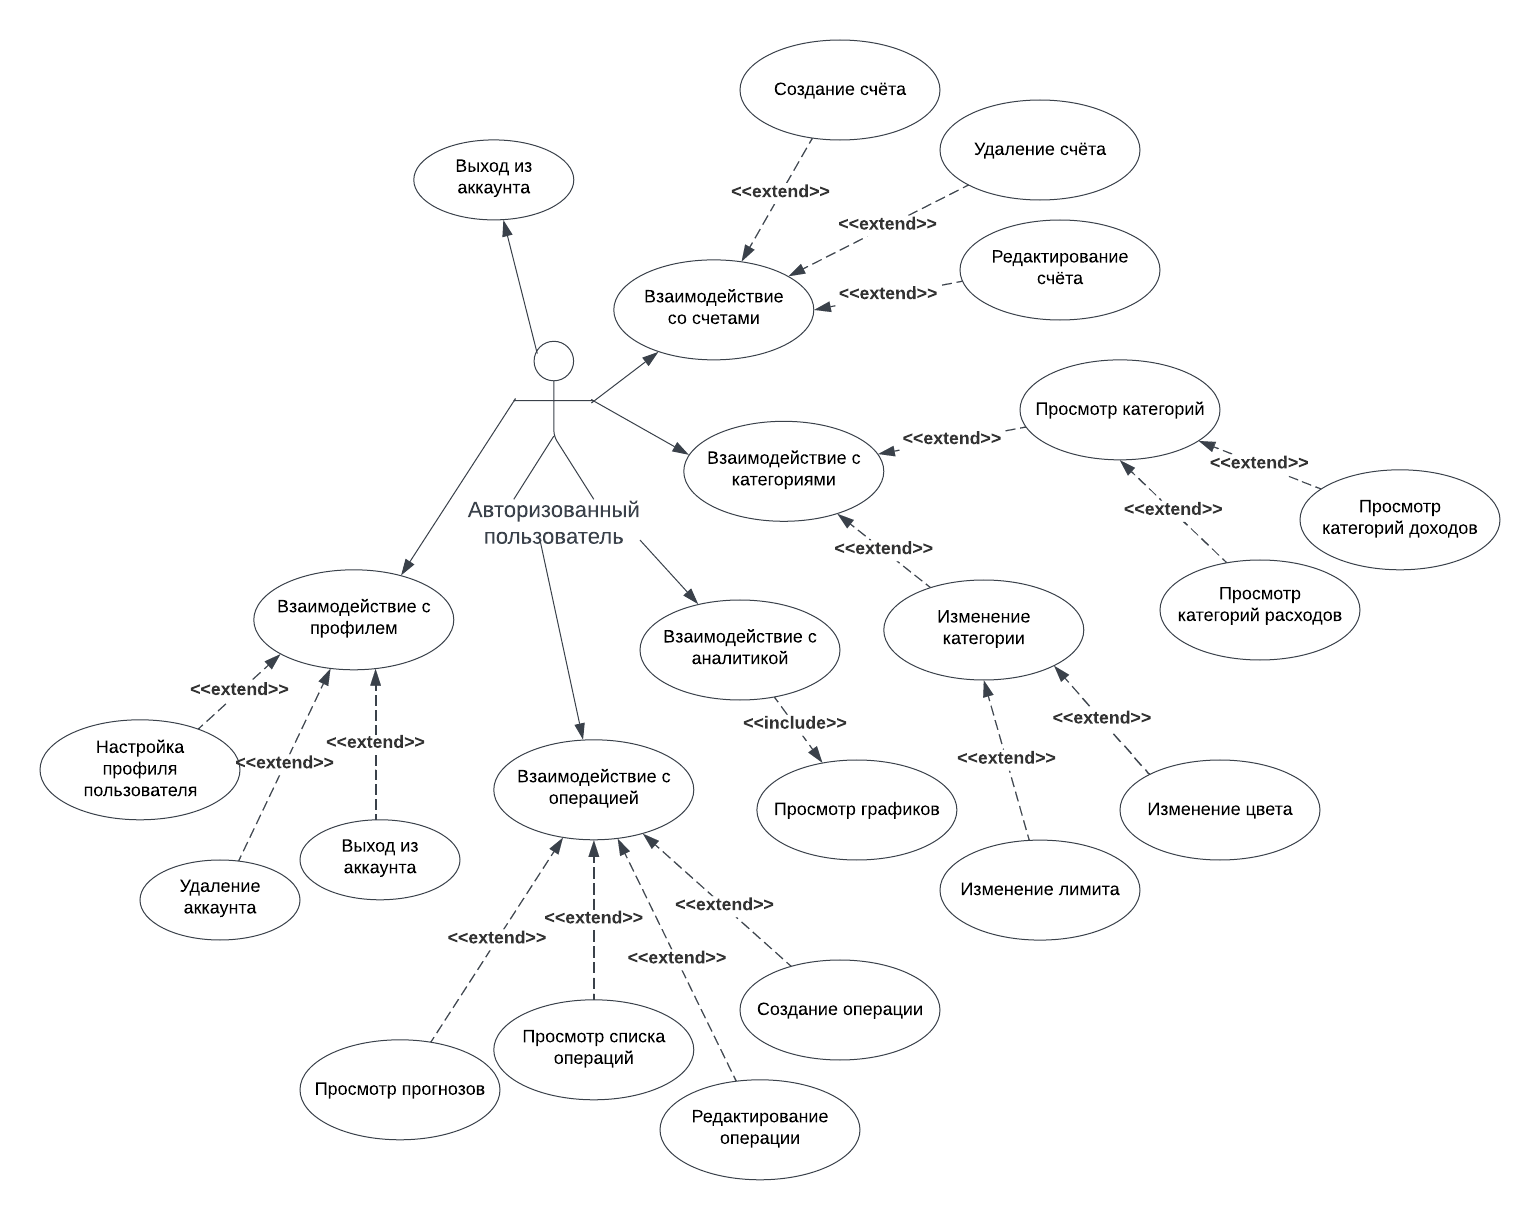 Создание счёта
Удаление счёта
Выход из
аккаунта
<<extend>>
<<extend>>
Редактирование
счёта
<<extend>>
Взаимодействие
со счетами
Просмотр категорий
<<extend>>
Взаимодействие с
категориями
<<extend>>
Просмотр
категорий доходов
<<extend>>
Авторизованный
пользователь
<<extend>>
Просмотр
категорий расходов
Взаимодействие с
профилем
Изменение
категории
Взаимодействие с
аналитикой
<<extend>>
<<include>>
<<extend>>
<<extend>>
Настройка
профиля
пользователя
<<extend>>
<<extend>>
Взаимодействие с
операцией
Просмотр графиков
Изменение цвета
Выход из
аккаунта
Удаление
аккаунта
Изменение лимита
<<extend>>
<<extend>>
<<extend>>
<<extend>>
Создание операции
Просмотр списка
операций
Просмотр прогнозов
Редактирование
операции